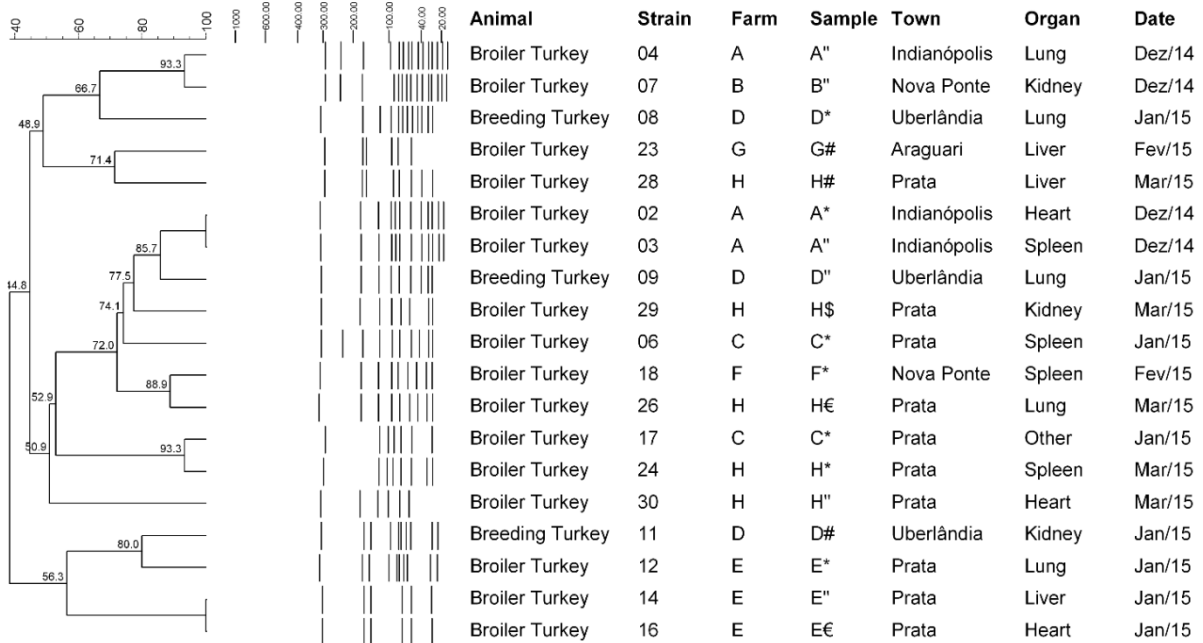 40 60 80 100 1000 600.00 400.00 300.00 200.00 100.00 40.00 20.00 Animal Strain Farm Sample Town Organ Date
93.3 Broiler Turkey 04 A A" Indianópolis Lung Dez/14
66.7 Broiler Turkey 07 B B" Nova Ponte Kidney Dez/14
Breeding Turkey 08 D D* Uberlândia Lung Jan/15
48.9 Broiler Turkey 23 G G# Araguari Liver Fev/15
71.4 Broiler Turkey 28 H H# Prata Liver Mar/15
Broiler Turkey 02 A A* Indianópolis Heart Dez/14
85.7 Broiler Turkey 03 A A" Indianópolis Spleen Dez/14
77.5 Breeding Turkey 09 D D" Uberlândia Lung Jan/15
44.8 74.1 Broiler Turkey 29 H H$ Prata Kidney Mar/15
72.0 Broiler Turkey 06 C C* Prata Spleen Jan/15
88.9 Broiler Turkey 18 F F* Nova Ponte Spleen Fev/15
52.9 Broiler Turkey 26 H H€ Prata Lung Mar/15
50.9 Broiler Turkey 17 C C* Prata Other Jan/15
93.3 Broiler Turkey 24 H H* Prata Spleen Mar/15
Broiler Turkey 30 H H" Prata Heart Mar/15
Breeding Turkey 11 D D# Uberlândia Kidney Jan/15
80.0 Broiler Turkey 12 E E* Prata Lung Jan/15
56.3 Broiler Turkey 14 E E" Prata Liver Jan/15
Broiler Turkey 16 E E€ Prata Heart Jan/15